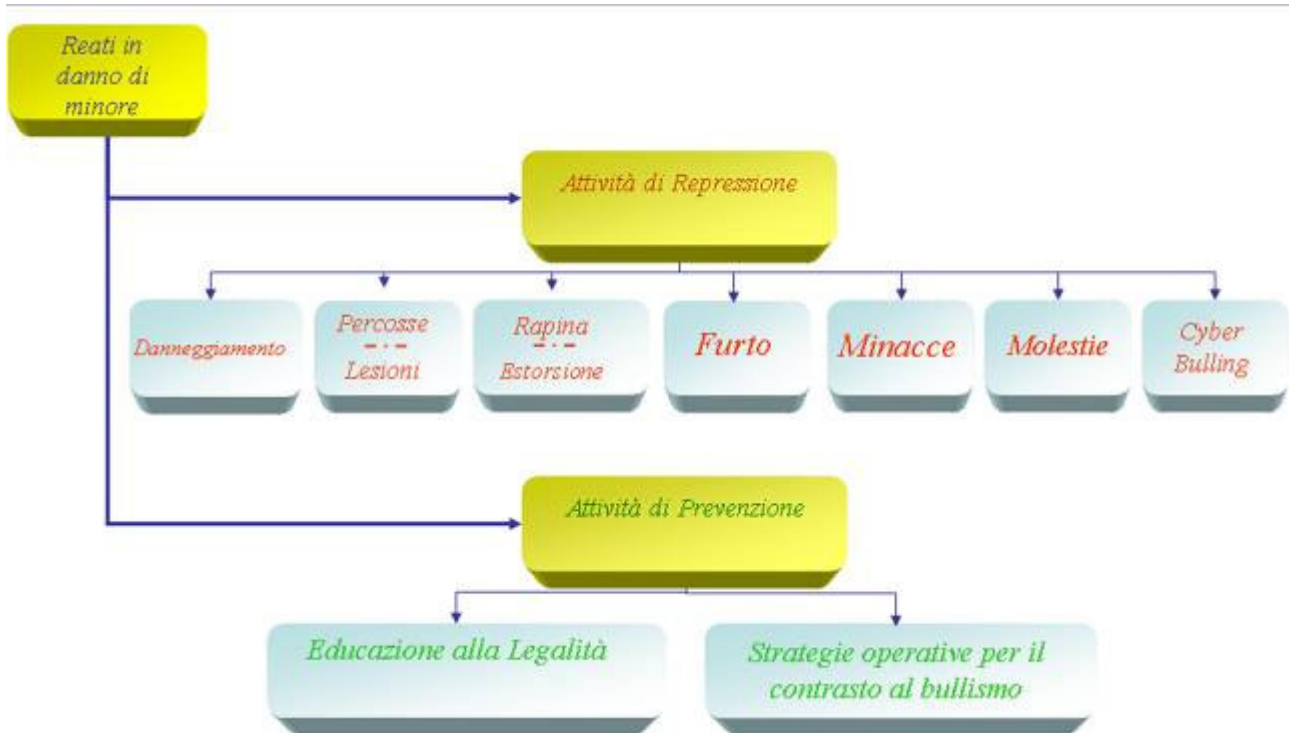 Reati in
danno di
minore
Attività di Repressione
Danneggiamento
Percosse
Lesioni
Rapina
Estorsione
Furto
Minacce
Molestie
Cyber
Bulling
Attività di Prevenzione
Educazione alla Legalità
Strategie operative per il
contrasto al bullismo